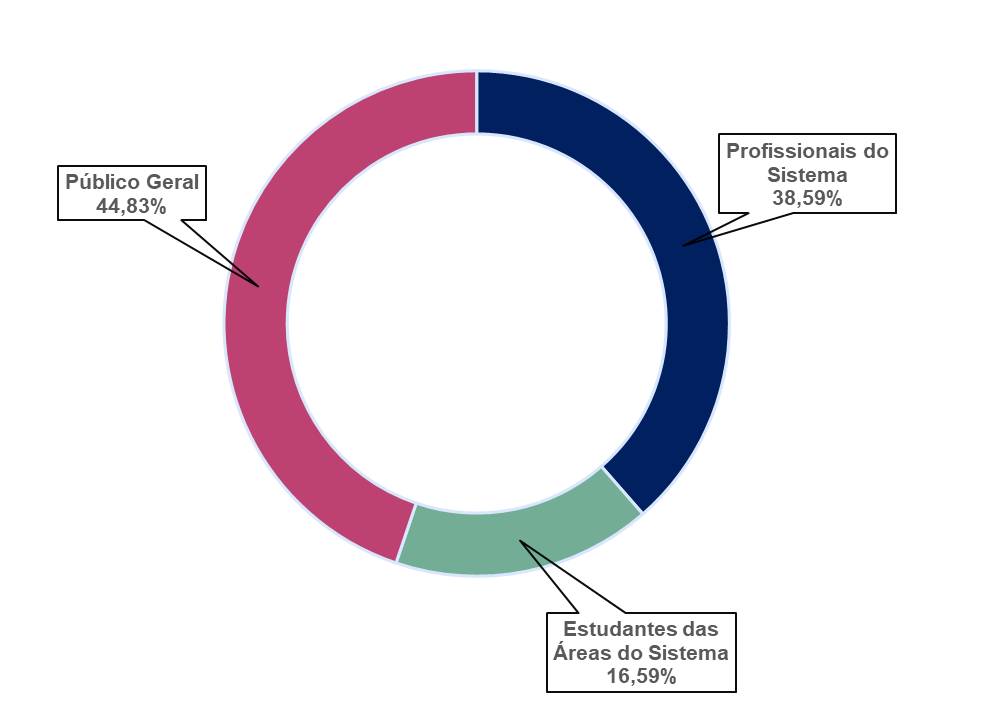 Público Geral
44,83%
Profissionais do
Sistema
38,59%
Estudantes das
Áreas do Sistema
16,59%